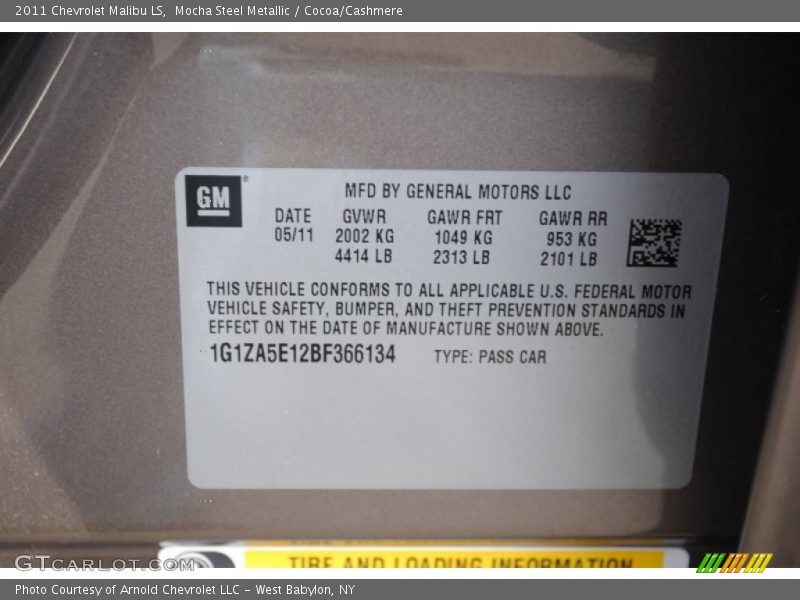 2011 Chevrolet Malibu LS, Mocha Steel Metallic / Cocoa/Cashmere
GM
MFD BY GENERAL MOTORS LLC
DATE GVWR GAWR FRT GAWR RR
05/11 2002 KG 1049 KG 953 KG
4414 LB 2313 LB 2101 LB
THIS VEHICLE CONFORMS TO ALL APPLICABLE U.S. FEDERAL MOTOR
VEHICLE SAFETY, BUMPER, AND THEFT PREVENTION STANDARDS IN
EFFECT ON THE DATE OF MANUFACTURE SHOWN ABOVE.
1G1ZA5E12BF366134 TYPE: PASS CAR
TIRE AND LOADING INFORMATION
GTCARLOT.COM
Photo Courtesy of Arnold Chevrolet LLC - West Babylon, NY